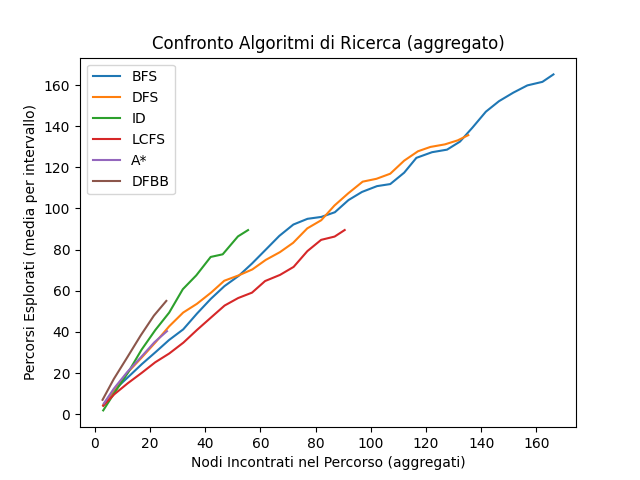 Confronto Algoritmi di Ricerca (aggregato)
BFS
DFS
ID
LCFS
A*
DFBB
Percorsi Esplorati (media per intervallo)
160
140
120
100
80
60
40
20
0
0 20 40 60 80 100 120 140 160
Nodi Incontrati nel Percorso (aggregati)